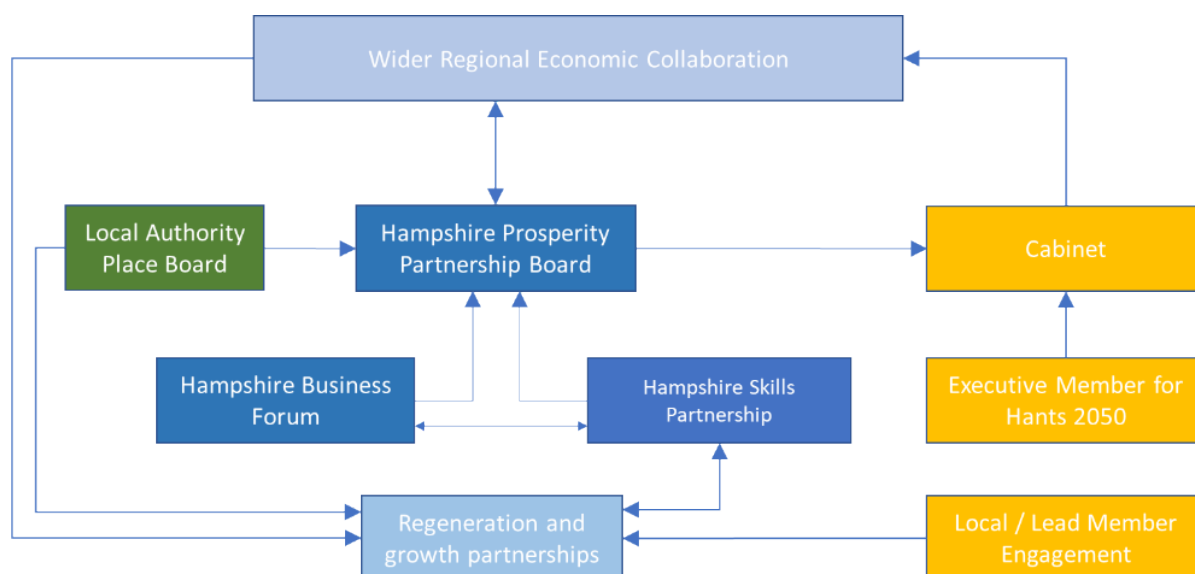 Wider Regional Economic Collaboration
Local Authority
Place Board
Hampshire Prosperity
Partnership Board
Cabinet
Hampshire Business
Forum
Hampshire Skills
Partnership
Executive Member for
Hants 2050
Regeneration and
growth partnerships
Local / Lead Member
Engagement